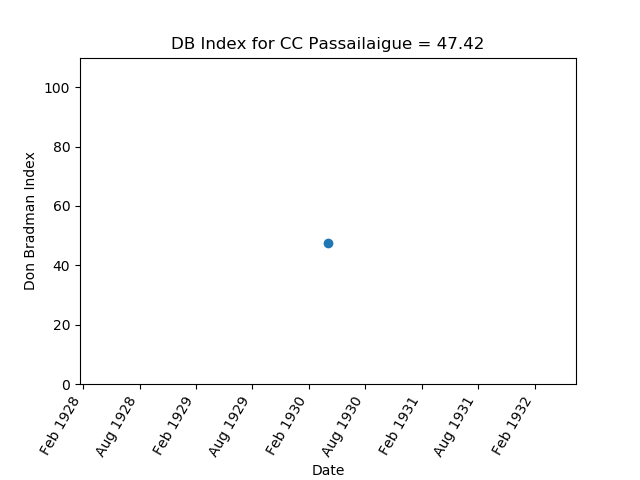 DB Index for CC Passailaigue = 47.42
100
80
60
40
20
0
Don Bradman Index
Feb 1928
Aug 1928
Feb 1929
Aug 1929
Feb 1930
Aug 1930
Feb 1931
Aug 1931
Feb 1932
Date